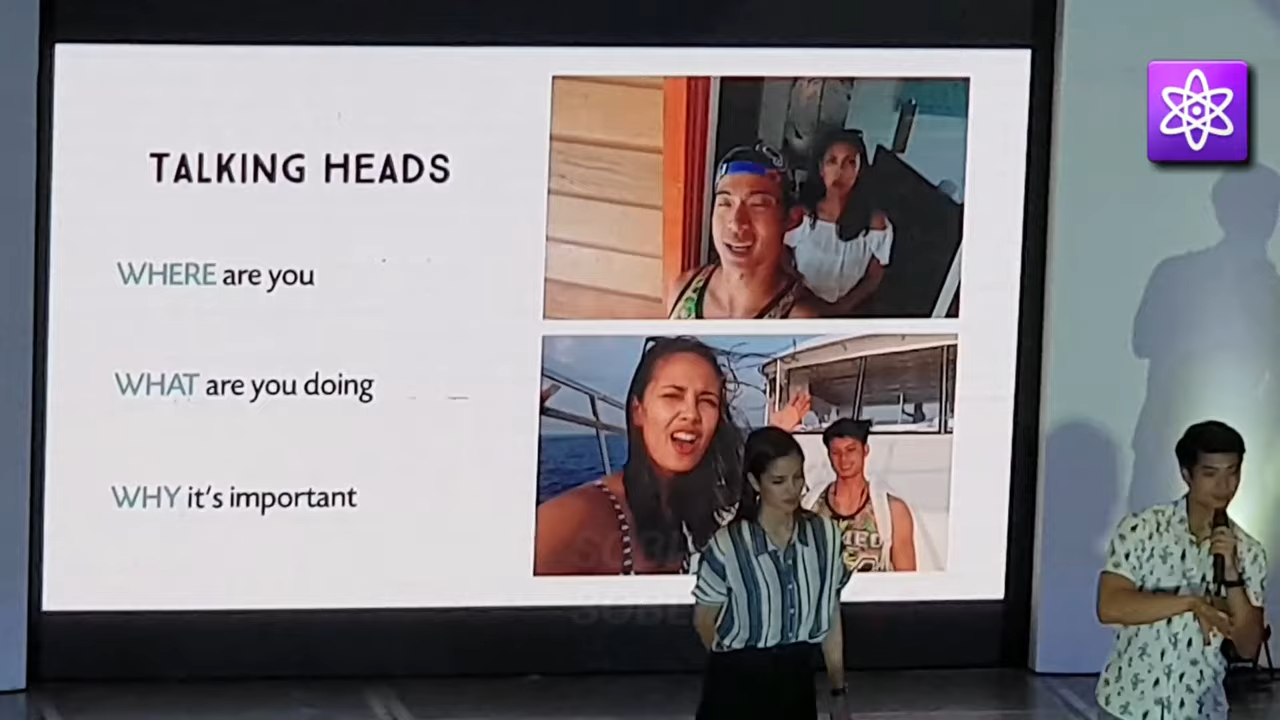 TALKING HEADS
WHERE are you
WHAT are you doing
WHY it's important